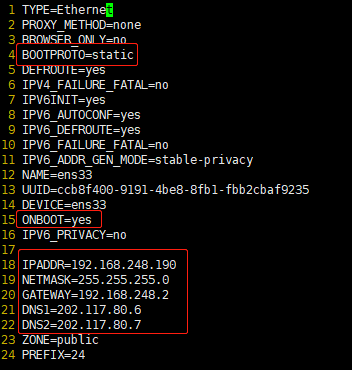 1 TYPE=Ethernet
2 PROXY_METHOD=none
3 BROWSER_ONLY=no
4 BOOTPROTO=static
5 DEFROUTE=yes
6 IPV4_FAILURE_FATAL=no
7 IPV6INIT=yes
8 IPV6_AUTOCONF=yes
9 IPV6_DEFROUTE=yes
10 IPV6_FAILURE_FATAL=no
11 IPV6_ADDR_GEN_MODE=stable-privacy
12 NAME=ens33
13 UUID=ccb8f400-9191-4be8-8fb1-fbb2cbaf9235
14 DEVICE=ens33
15 ONBOOT=yes
16 IPV6_PRIVACY=no
17
18 IPADDR=192.168.248.190
19 NETMASK=255.255.255.0
20 GATEWAY=192.168.248.2
21 DNS1=202.117.80.6
22 DNS2=202.117.80.7
23 ZONE=public
24 PREFIX=24